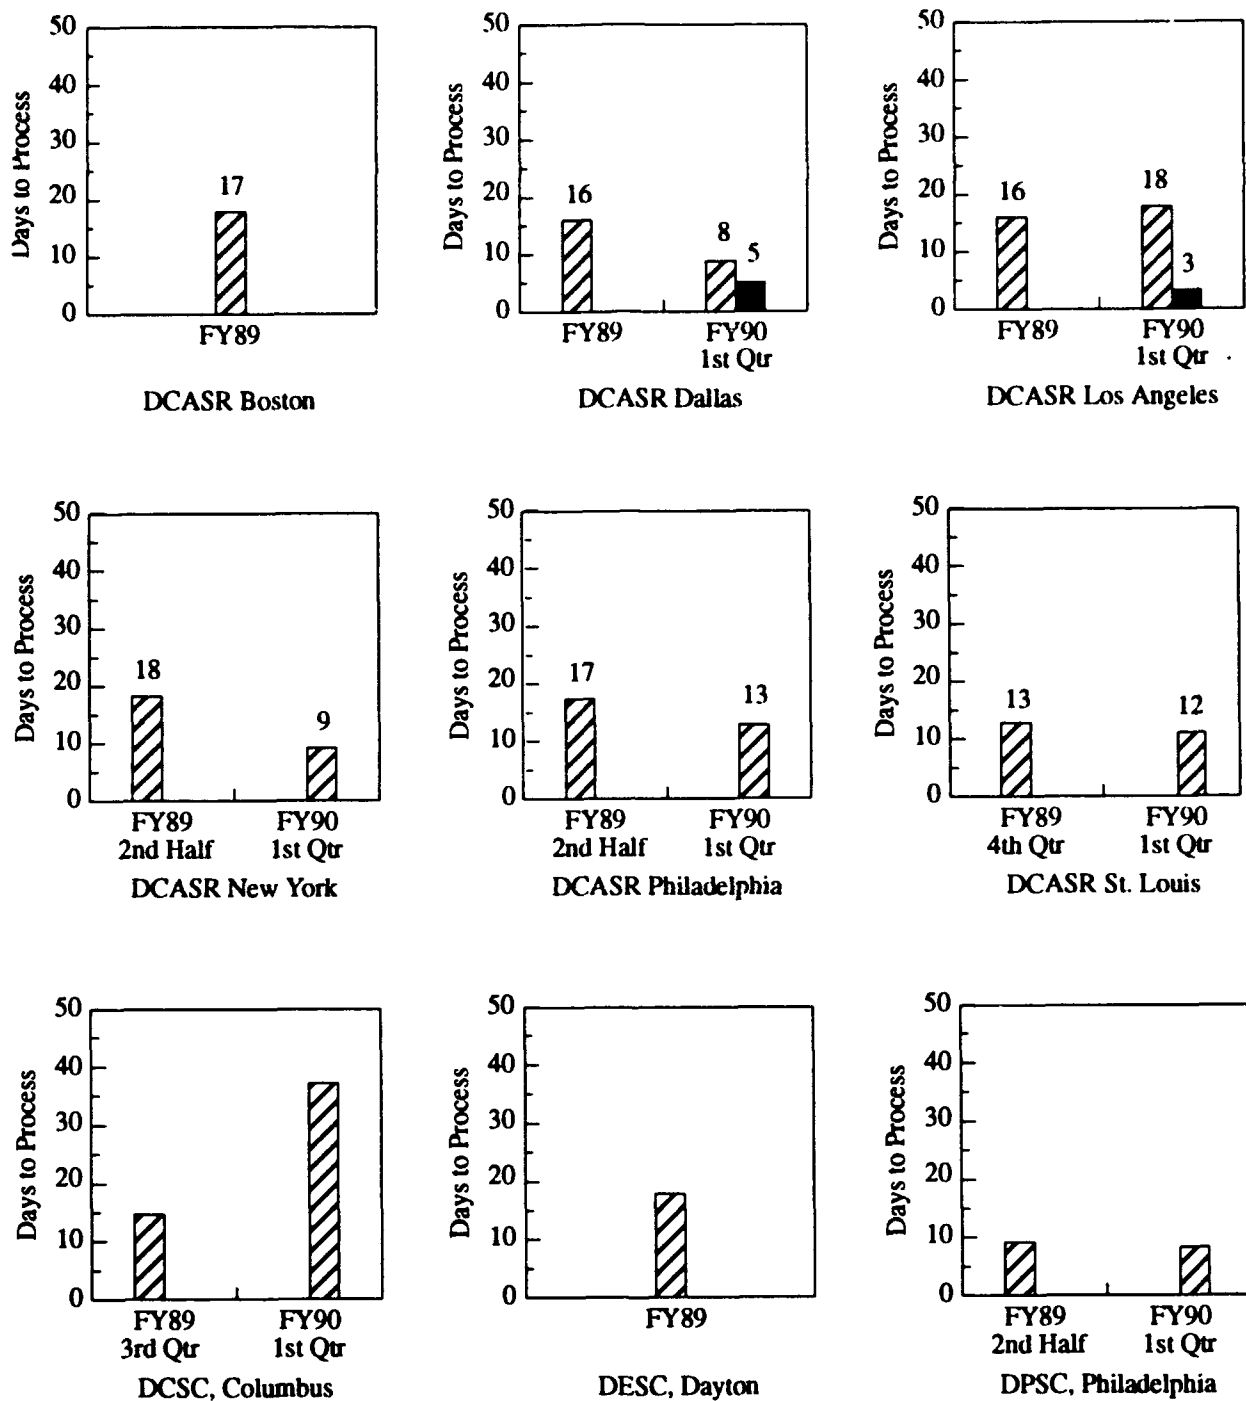 50
40
30
20
10
0
Days to Process
17
FY89
DCASR Boston
50
40
30
20
10
0
Days to Process
16
8
5
FY89
FY90
1st Qtr
DCASR Dallas
50
40
30
20
10
0
Days to Process
16
18
3
FY89
FY90
1st Qtr
DCASR Los Angeles
50
40
30
20
10
0
Days to Process
18
9
FY89
2nd Half
FY90
1st Qtr
DCASR New York
50
40
30
20
10
0
Days to Process
17
13
FY89
2nd Half
FY90
1st Qtr
DCASR Philadelphia
50
40
30
20
10
0
Days to Process
13
12
FY89
4th Qtr
FY90
1st Qtr
DCASR St. Louis
50
40
30
20
10
0
Days to Process
FY89
3rd Qtr
FY90
1st Qtr
DCSC, Columbus
50
40
30
20
10
0
Days to Process
FY89
DESC, Dayton
50
40
30
20
10
0
Days to Process
FY89
2nd Half
FY90
1st Qtr
DPSC, Philadelphia